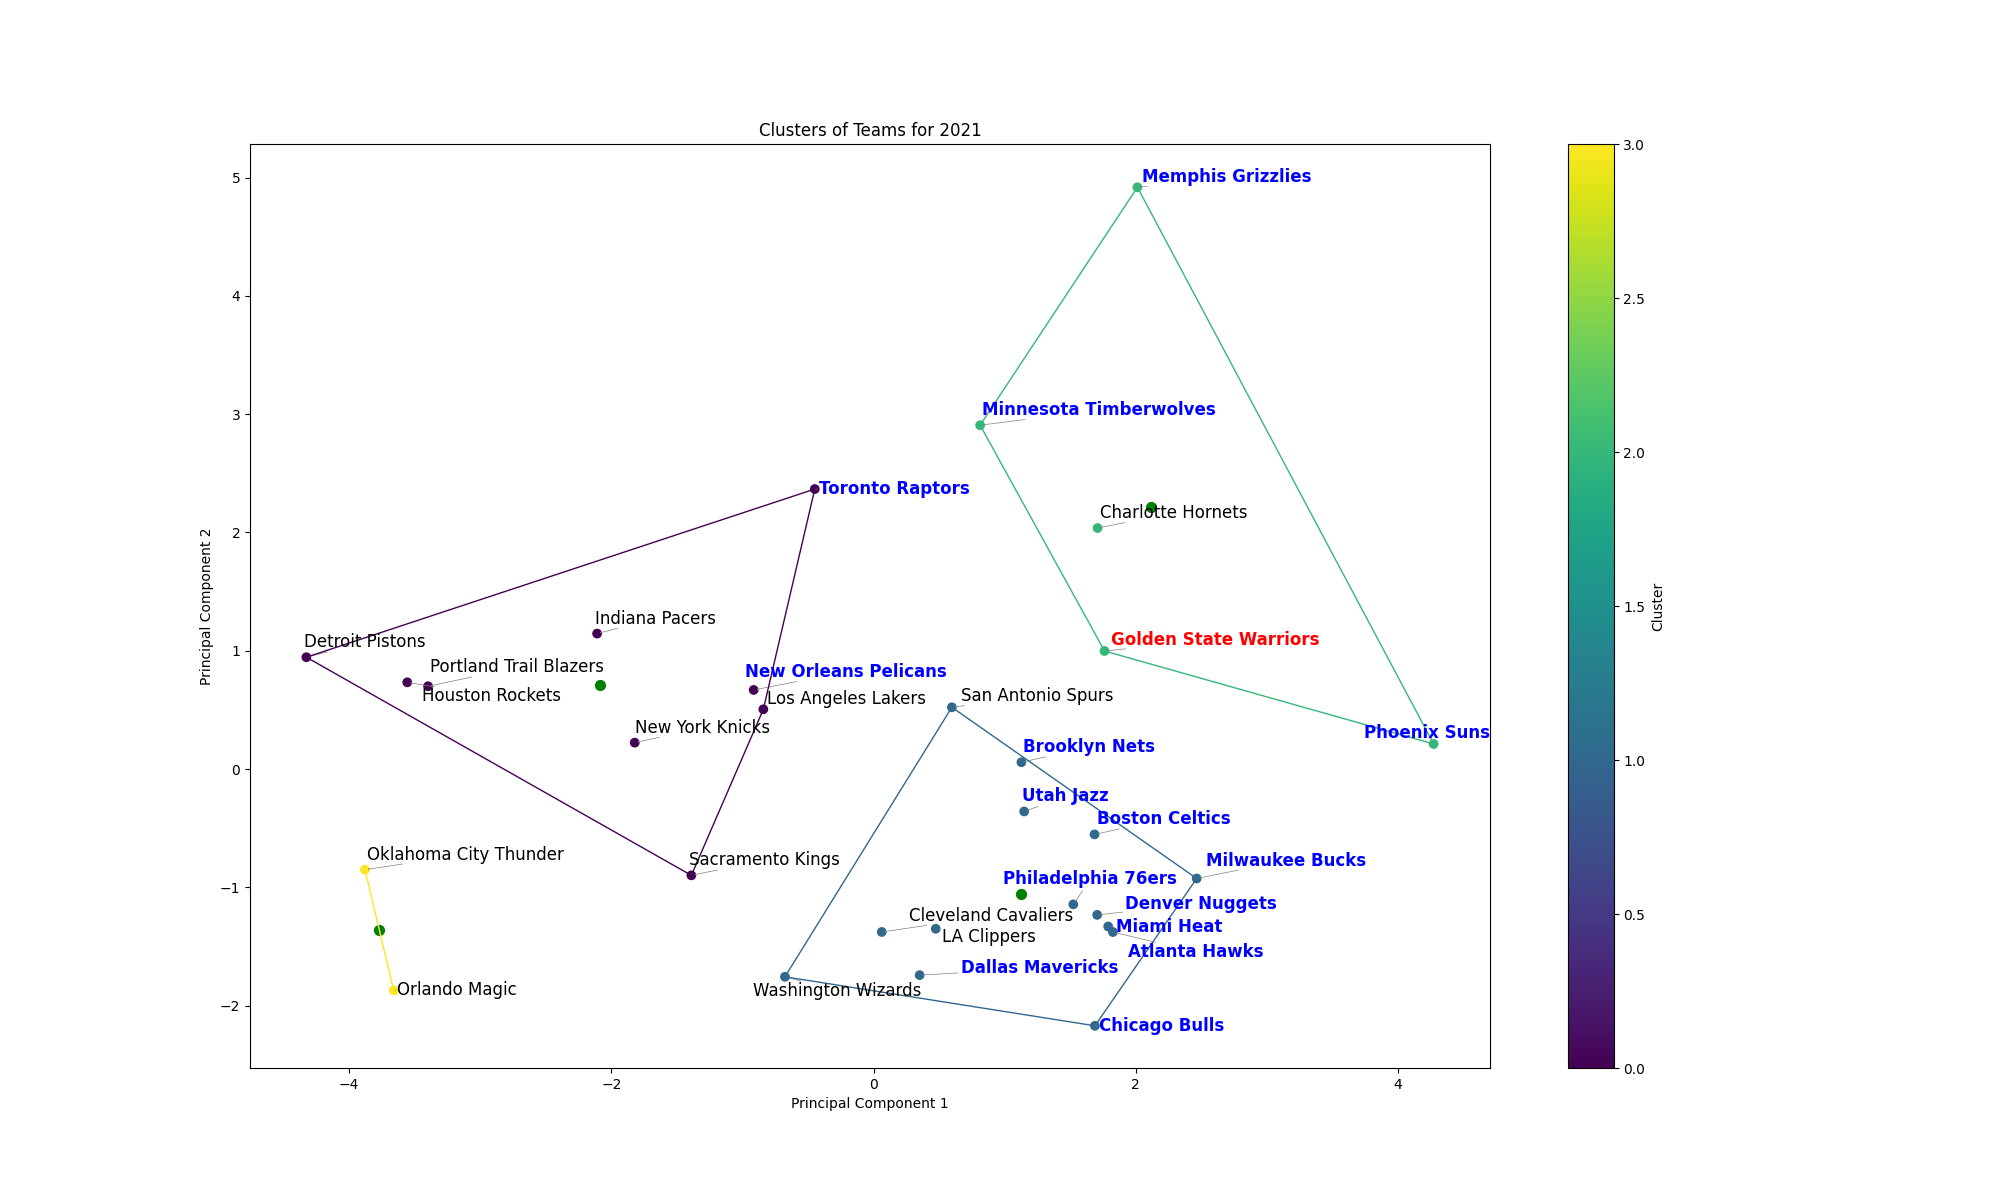 Clusters of Teams for 2021
5
4
3
2
1
0
−1
−2
Principal Component 2
−4
−2
0
2
4
Principal Component 1
Memphis Grizzlies
Minnesota Timberwolves
Toronto Raptors
Charlotte Hornets
Indiana Pacers
Detroit Pistons
Golden State Warriors
Portland Trail Blazers
New Orleans Pelicans
Houston Rockets
Los Angeles Lakers
San Antonio Spurs
New York Knicks
Phoenix Suns
Brooklyn Nets
Utah Jazz
Boston Celtics
Oklahoma City Thunder
Sacramento Kings
Milwaukee Bucks
Philadelphia 76ers
Denver Nuggets
Cleveland Cavaliers
Miami Heat
LA Clippers
Atlanta Hawks
Dallas Mavericks
Orlando Magic
Washington Wizards
Chicago Bulls
3.0
2.5
2.0
1.5
1.0
0.5
0.0
Cluster